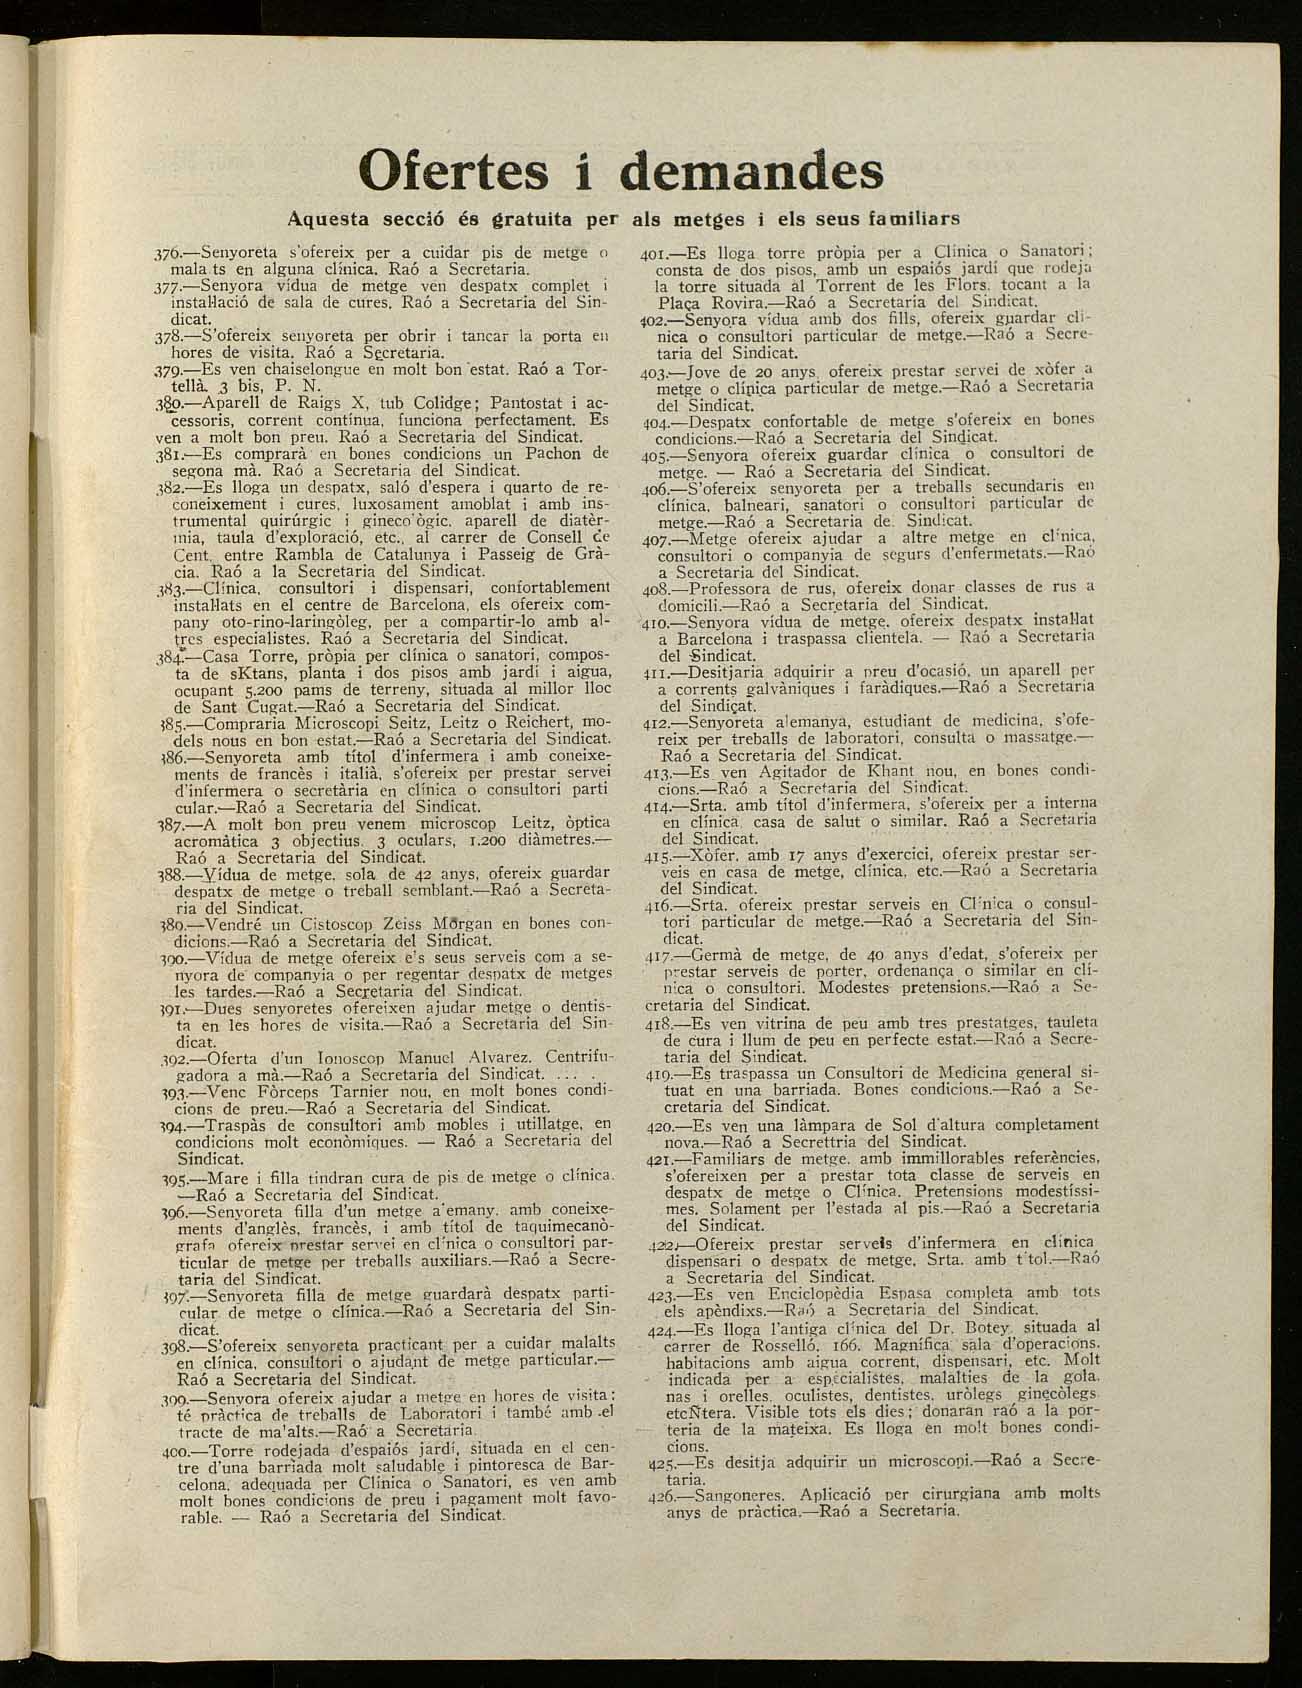 Ofertes i demandes
Aquesta secció és gratuita per als metges i els seus familiars
376.—Senyoreta s'ofereix per a cuidar pis de metge o
mala ts en alguna clínica. Raó a Secretaria.
377.—Senyora vídua de metge ven despatx complet i
instaŀlació de sala de cures. Raó a Secretaría del Sin-
dicat.
378.—S'ofereix senyoreta per obrir i tancar la porta en
hores de visita. Raó a Secretaria.
379.—Es ven chaiselongue en molt bon estat. Raó a Tor-
tellà. 3 bis, P. N.
380.—Aparell de Raigs X, tub Colidge; Pantostat i ac-
cessoris, corrent contínua, funciona perfectament. Es
ven a molt bon preu. Raó a Secretaria del Sindicat.
381.—Es comprarà en bones condicions un Pachon de
segona mà. Raó a Secretaria del Sindicat.
382.—Es lloga un despatx, saló d'espera i quarto de re-
coneixement i cures, luxosament amoblat i amb ins-
trumental quirúrgic i gineco'ògic, aparell de diatèr-
mia, taula d'exploració, etc., al carrer de Consell de
Cent, entre Rambla de Catalunya i Passeig de Grà-
cia. Raó a la Secretaria del Sindicat.
383.—Clínica, consultori i dispensari, confortablement
instaŀlats en el centre de Barcelona, els ofereix com-
pany oto-rino-laringòleg, per a compartir-lo amb al-
tres especialistes. Raó a Secretaria del Sindicat.
384.—Casa Torre, pròpia per clínica o sanatori, compos-
ta de sKtans, planta i dos pisos amb jardí i aigua,
ocupant 5.200 pams de terreny, situada al millor lloc
de Sant Cugat.—Raó a Secretaria del Sindicat.
385.—Compraria Microscopi Seitz, Leitz o Reichert, mo-
dels nous en bon estat.—Raó a Secretaria del Sindicat.
386.—Senyoreta amb títol d'infermera i amb coneixe-
ments de francès i italià, s'ofereix per prestar servei
d'infermera o secretària en clínica o consultori parti
cular.—Raó a Secretaria del Sindicat.
387.—A molt bon preu venem microscop Leitz, òptica
acromàtica 3 objectius, 3 oculars, 1.200 diàmetres.—
Raó a Secretaria del Sindicat.
388.—Vídua de metge, sola, de 42 anys, ofereix guardar
despatx de metge o treball semblant.—Raó a Secreta-
ria del Sindicat.
389.—Vendré un Cistoscop Zeiss Morgan en bones con-
dicions.—Raó a Secretaria del Sindicat.
390.—Vídua de metge ofereix e's seus serveis com a se-
nyora de companyia o per regentar despatx de metges
les tardes.—Raó a Secretaria del Sindicat.
391.—Dues senyoretes ofereixen ajudar metge o dentis-
ta en les hores de visita.—Raó a Secretaria del Sin-
dicat.
392.—Oferta d'un Ionoscop Manuel Alvarez. Centrifu-
gadora a mà.—Raó a Secretaria del Sindicat. ... .
393.—Venc Fòrceps Tarnier nou, en molt bones condi-
cions de preu.—Raó a Secretaria del Sindicat.
394.—Traspàs de consultori amb mobles i utillatge, en
condicions molt econòmiques. — Raó a Secretaria del
Sindicat.
395.—Mare i filla tindran cura de pis de metge o clínica.
—Raó a Secretaria del Sindicat.
396.—Senyoreta filla d'un metge a'emany, amb coneixe-
ments d'anglès, francès, i amb títol de taquimecanò-
grafa ofereix prestar servei en cl'nica o consultori par-
ticular de metge per treballs auxiliars.—Raó a Secre-
taria del Sindicat.
397.—Senyoreta filla de metge guardarà despatx parti-
cular de metge o clínica.—Raó a Secretaria del Sin-
dicat.
398.—S'ofereix senyoreta practicant per a cuidar malalts
en clínica, consultori o ajudant de metge particular.—
Raó a Secretaria del Sindicat.
399.—Senyora ofereix ajudar a metge en hores de visita;
té pràctica de treballs de Laboratori i també amb el
tracte de ma'alts.—Raó a Secretaria.
400.—Torre rodejada d'espaiós jardí, situada en el cen-
tre d'una barriada molt saludable i pintoresca de Bar-
celona, adequada per Clínica o Sanatori, es ven amb
molt bones condicions de preu i pagament molt favo-
rable. — Raó a Secretaria del Sindicat.
401.—Es lloga torre pròpia per a Clínica o Sanatori;
consta de dos pisos, amb un espaiós jardí que rodeja
la torre situada al Torrent de les Flors, tocant a la
Plaça Rovira.—Raó a Secretaria del Sindicat.
402.—Senyora vídua amb dos fills, ofereix guardar clí-
nica o consultori particular de metge.—Raó a Secre-
taria del Sindicat.
403.—Jove de 20 anys, ofereix prestar servei de xòfer a
metge o clínica particular de metge.—Raó a Secretaria
del Sindicat.
404.—Despatx confortable de metge s'ofereix en bones
condicions.—Raó a Secretaria del Sindicat.
405.—Senyora ofereix guardar clínica o consultori de
metge. — Raó a Secretaria del Sindicat.
406.—S'ofereix senyoreta per a treballs secundaris en
clínica, balneari, sanatori o consultori particular de
metge.—Raó a Secretaria del Sindicat.
407.—Metge ofereix ajudar a altre metge en cl'nica,
consultori o companyia de segurs d'enfermetats.—Raó
a Secretaria del Sindicat.
408.—Professora de rus, ofereix donar classes de rus a
domicili.—Raó a Secretaria del Sindicat.
410.—Senyora vídua de metge, ofereix despatx instaŀlat
a Barcelona i traspassa clientela. — Raó a Secretaria
del Sindicat.
411.—Desitjaria adquirir a preu d'ocasió, un aparell per
a corrents galvàniques i faràdiques.—Raó a Secretaria
del Sindicat.
412.—Senyoreta alemanya, estudiant de medicina, s'ofe-
reix per treballs de laboratori, consulta o massatge.—
Raó a Secretaria del Sindicat.
413.—Es ven Agitador de Khant nou, en bones condi-
cions.—Raó a Secretaria del Sindicat.
414.—Srta. amb títol d'infermera, s'ofereix per a interna
en clínica, casa de salut o similar. Raó a Secretaria
del Sindicat.
415.—Xòfer, amb 17 anys d'exercici, ofereix prestar ser-
veis en casa de metge, clínica, etc.—Raó a Secretaria
del Sindicat.
416.—Srta. ofereix prestar serveis en Cl'nica o consul-
tori particular de metge.—Raó a Secretaria del Sin-
dicat.
417.—Germà de metge, de 40 anys d'edat, s'ofereix per
prestar serveis de porter, ordenança o similar en clí-
nica o consultori. Modestes pretensions.—Raó a Se-
cretaria del Sindicat.
418.—Es ven vitrina de peu amb tres prestatges, tauleta
de cura i llum de peu en perfecte estat.—Raó a Secre-
taria del Sindicat.
419.—Es traspassa un Consultori de Medicina general si-
tuat en una barriada. Bones condicions.—Raó a Se-
cretaria del Sindicat.
420.—Es ven una làmpara de Sol d'altura completament
nova.—Raó a Secrettria del Sindicat.
421.—Familiars de metge, amb immillorables referències,
s'ofereixen per a prestar tota classe de serveis en
despatx de metge o Cl'nica. Pretensions modestíssi-
mes. Solament per l'estada al pis.—Raó a Secretaria
del Sindicat.
422.—Ofereix prestar serveis d'infermera en clínica
dispensari o despatx de metge, Srta. amb t'tol.—Raó
a Secretaria del Sindicat.
423.—Es ven Enciclopèdia Espasa completa amb tots
els apèndixs.—Raó a Secretaria del Sindicat.
424.—Es lloga l'antiga cl'nica del Dr. Botey, situada al
carrer de Rosselló, 166. Magnífica sala d'operacions,
habitacions amb aigua corrent, dispensari, etc. Molt
indicada per a especialistes, malalties de la gola,
nas i orelles, oculistes, dentistes, uròlegs ginecòlegs
etcÑtera. Visible tots els dies; donaran raó a la por-
teria de la mateixa. Es lloga en molt bones condi-
cions.
425.—Es desitja adquirir un microscopi.—Raó a Secre-
taria.
426.—Sangoneres. Aplicació per cirurgiana amb molts
anys de pràctica.—Raó a Secretaria.